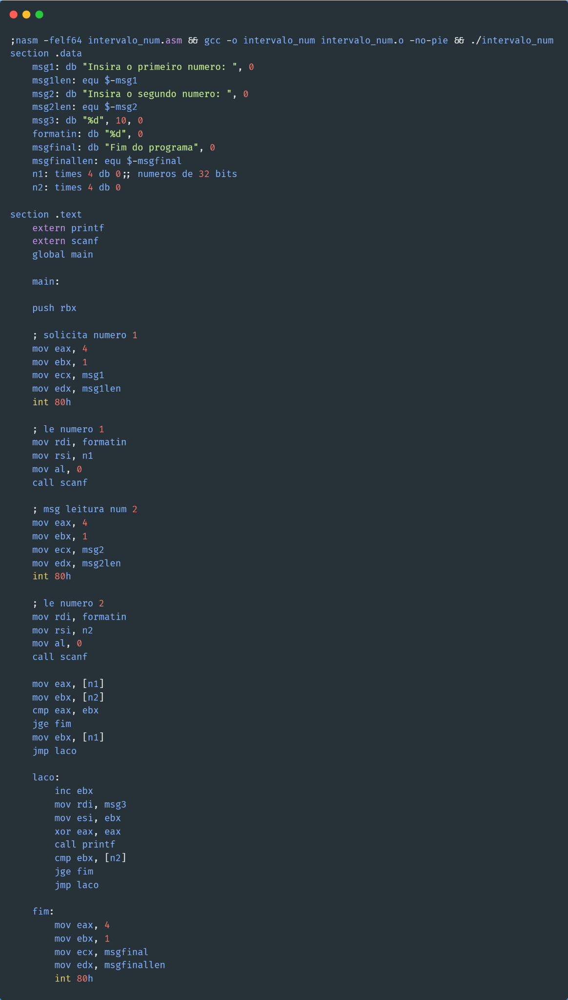 ;nasm -felf64 intervalo_num.asm && gcc -o intervalo_num intervalo_num.o -no-pie && ./intervalo_num
section .data
    msg1: db "Insira o primeiro numero: ", 0
    msg1len: equ $-msg1
    msg2: db "Insira o segundo numero: ", 0
    msg2len: equ $-msg2
    msg3: db "%d", 10, 0
    formatin: db "%d", 0
    msgfinal: db "Fim do programa", 0
    msgfinallen: equ $-msgfinal
    n1: times 4 db 0;; numeros de 32 bits
    n2: times 4 db 0

section .text
    extern printf
    extern scanf
    global main

    main:

    push rbx

    ; solicita numero 1
    mov eax, 4
    mov ebx, 1
    mov ecx, msg1
    mov edx, msg1len
    int 80h

    ; le numero 1
    mov rdi, formatin
    mov rsi, n1
    mov al, 0
    call scanf

    ; msg leitura num 2
    mov eax, 4
    mov ebx, 1
    mov ecx, msg2
    mov edx, msg2len
    int 80h

    ; le numero 2
    mov rdi, formatin
    mov rsi, n2
    mov al, 0
    call scanf

    mov eax, [n1]
    mov ebx, [n2]
    cmp eax, ebx
    jge fim
    mov ebx, [n1]
    jmp laco

    laco:
        inc ebx
        mov rdi, msg3
        mov esi, ebx
        xor eax, eax
        call printf
        cmp ebx, [n2]
        jge fim
        jmp laco

    fim:
        mov eax, 4
        mov ebx, 1
        mov ecx, msgfinal
        mov edx, msgfinallen
        int 80h